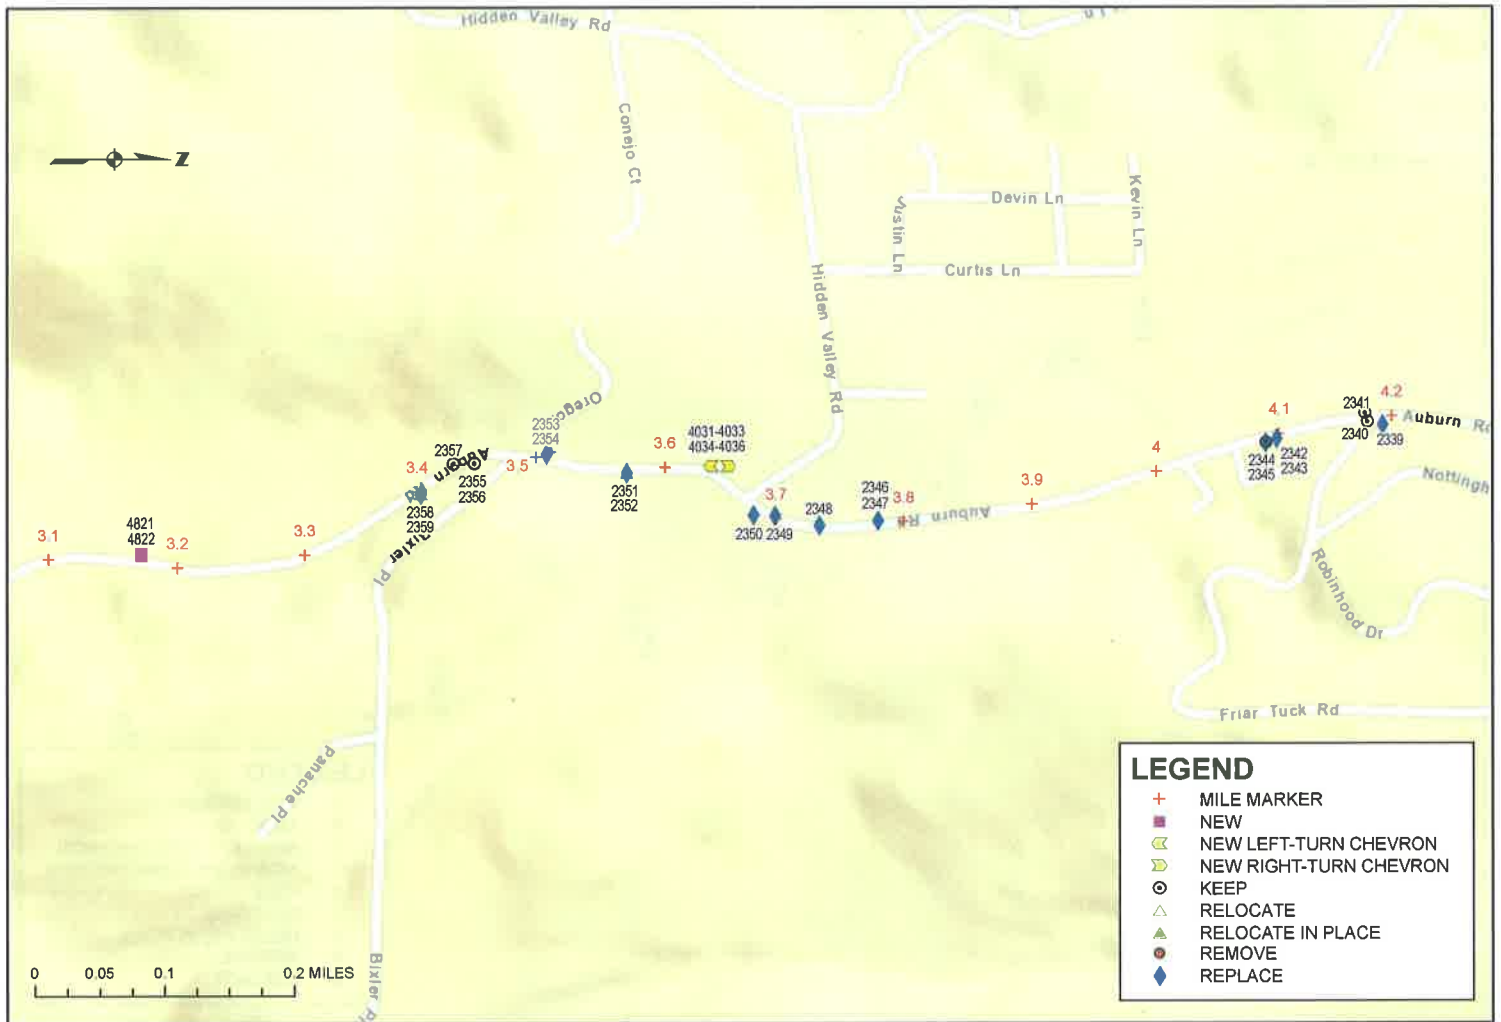 Hidden Valley Rd
Conejo Ct
Z
Devin Ln
Kevin Ln
Justin Ln
Curtis Ln
Hidden Valley Rd
Orego
2353
2354
4031-4033
4034-4036
3.6
2341
4.2
Auburn Rd
4.1
2340
2339
2357
Auburn
3.5
3.4
2355
2356
2344
2345
2342
2343
4
Nottingh
2351
2352
2346
2347
3.7
3.8
3.9
2348
Auburn Rd
2350
2349
2358
2359
4821
4822
3.1
3.2
3.3
Bixler Pl
Robinhood Dr
Friar Tuck Rd
Panache Pl
Bixler Pl
LEGEND
MILE MARKER
NEW
NEW LEFT-TURN CHEVRON
NEW RIGHT-TURN CHEVRON
KEEP
RELOCATE
RELOCATE IN PLACE
REMOVE
REPLACE
0 0.05 0.1 0.2 MILES